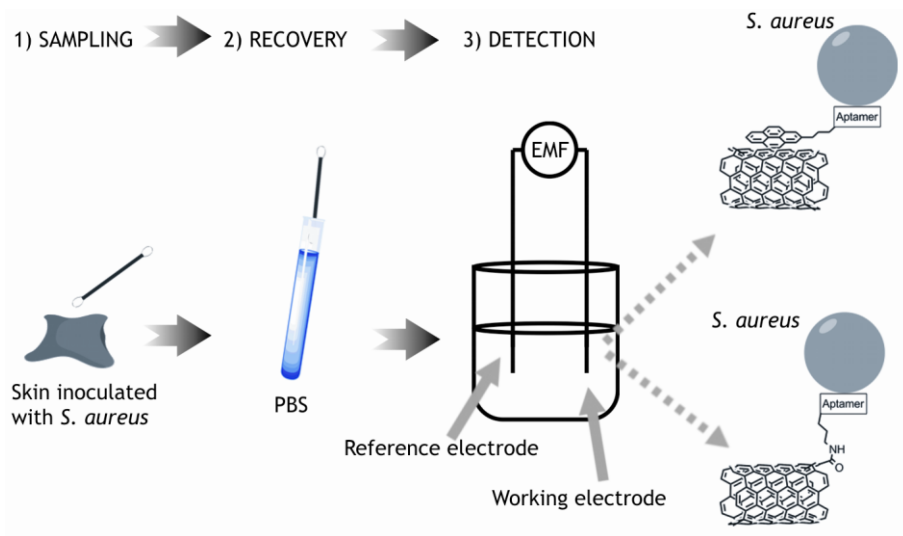 1) SAMPLING
2) RECOVERY
3) DETECTION
S. aureus
Aptamer
EMF
S. aureus
Aptamer
NH
O
Skin inoculated
with S. aureus
PBS
Reference electrode
Working electrode